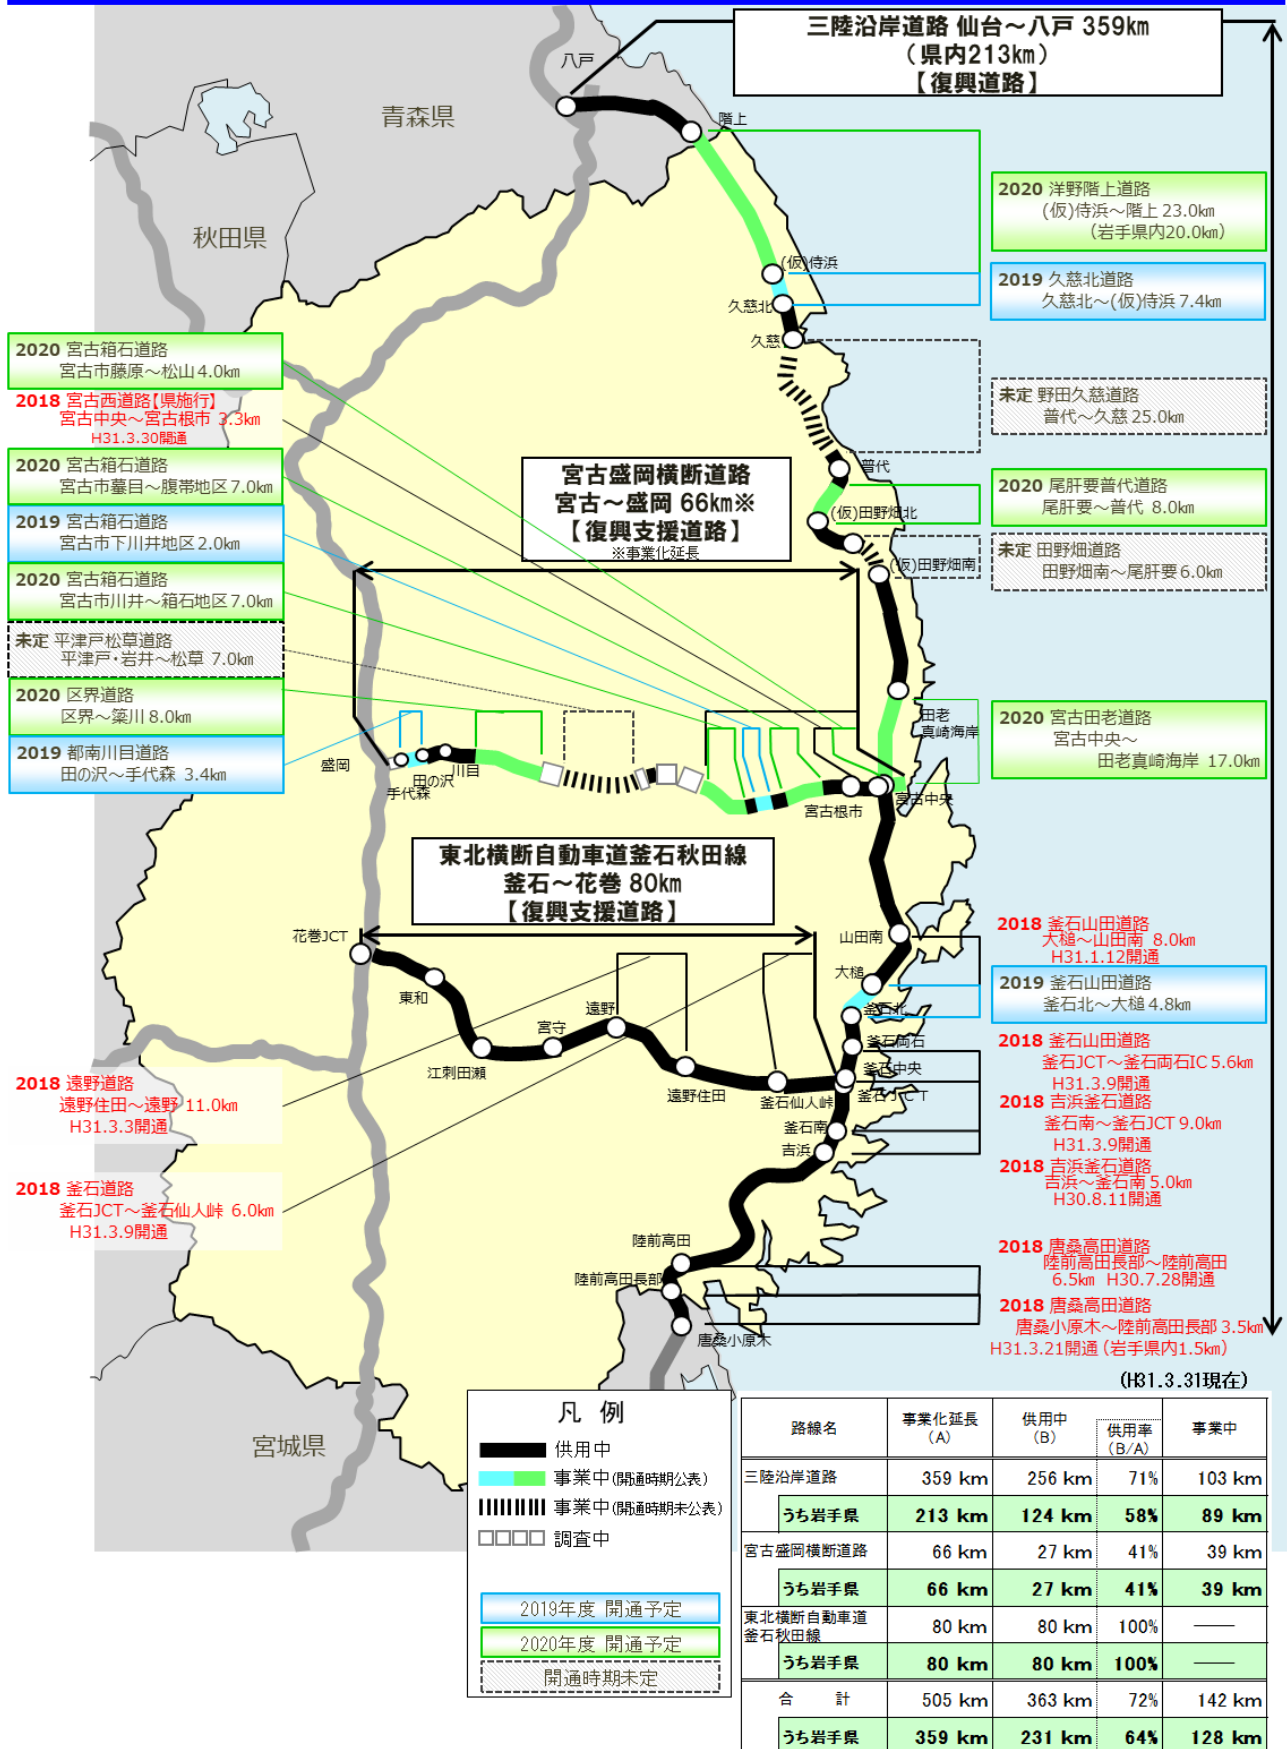 三陸沿岸道路 仙台～八戸 359km
（県内213km）
【復興道路】
八戸
青森県
階上
秋田県
2020 洋野階上道路
(仮)侍浜～階上 23.0km
（岩手県内20.0km）
(仮)侍浜
2019 久慈北道路
久慈北～(仮)侍浜 7.4km
久慈北
久慈
2020 宮古箱石道路
宮古市藤原～松山 4.0km
2018 宮古西道路【県施行】
宮古中央～宮古根市 3.3km
H31.3.30開通
2020 宮古箱石道路
宮古市蟇目～腹帯地区 7.0km
2019 宮古箱石道路
宮古市下川井地区 2.0km
2020 宮古箱石道路
宮古市川井～箱石地区 7.0km
未定 平津戸松草道路
平津戸・岩井～松草 7.0km
2020 区界道路
区界～簗川 8.0km
2019 都南川目道路
田の沢～手代森 3.4km
未定 野田久慈道路
普代～久慈 25.0km
普代
2020 尾肝要普代道路
尾肝要～普代 8.0km
(仮)田野畑北
未定 田野畑道路
田野畑南～尾肝要 6.0km
(仮)田野畑南
宮古盛岡横断道路
宮古～盛岡 66km※
【復興支援道路】
※事業化延長
田老
真崎海岸
2020 宮古田老道路
宮古中央～
田老真崎海岸 17.0km
盛岡
手代森
田の沢
川目
宮古根市
宮古中央
東北横断自動車道釜石秋田線
釜石～花巻 80km
【復興支援道路】
花巻JCT
東和
江刺田瀬
宮守
遠野
遠野住田
釜石仙人峠
山田南
大槌
釜石北
釜石両石
釜石中央
釜石ＪＣＴ
釜石南
吉浜
2018 釜石山田道路
大槌～山田南 8.0km
H31.1.12開通
2019 釜石山田道路
釜石北～大槌 4.8km
2018 釜石山田道路
釜石JCT～釜石両石IC 5.6km
H31.3.9開通
2018 吉浜釜石道路
釜石南～釜石JCT 9.0km
H31.3.9開通
2018 吉浜釜石道路
吉浜～釜石南 5.0km
H30.8.11開通
2018 遠野道路
遠野住田～遠野 11.0km
H31.3.3開通
2018 釜石道路
釜石JCT～釜石仙人峠 6.0km
H31.3.9開通
陸前高田
陸前高田長部
唐桑小原木
2018 唐桑高田道路
陸前高田長部～陸前高田
6.5km H30.7.28開通
2018 唐桑高田道路
唐桑小原木～陸前高田長部 3.5km
H31.3.21開通（岩手県内1.5km）
宮城県
(H31.3.31現在)
凡 例
供用中
事業中(開通時期公表)
事業中(開通時期未公表)
調査中
2019年度 開通予定
2020年度 開通予定
開通時期未定
路線名 事業化延長（A） 供用中（B） 供用率（B/A） 事業中
三陸沿岸道路 359 km 256 km 71% 103 km
うち岩手県 213 km 124 km 58% 89 km
宮古盛岡横断道路 66 km 27 km 41% 39 km
うち岩手県 66 km 27 km 41% 39 km
東北横断自動車道
釜石秋田線 80 km 80 km 100% ──
うち岩手県 80 km 80 km 100% ──
合 計 505 km 363 km 72% 142 km
うち岩手県 359 km 231 km 64% 128 km